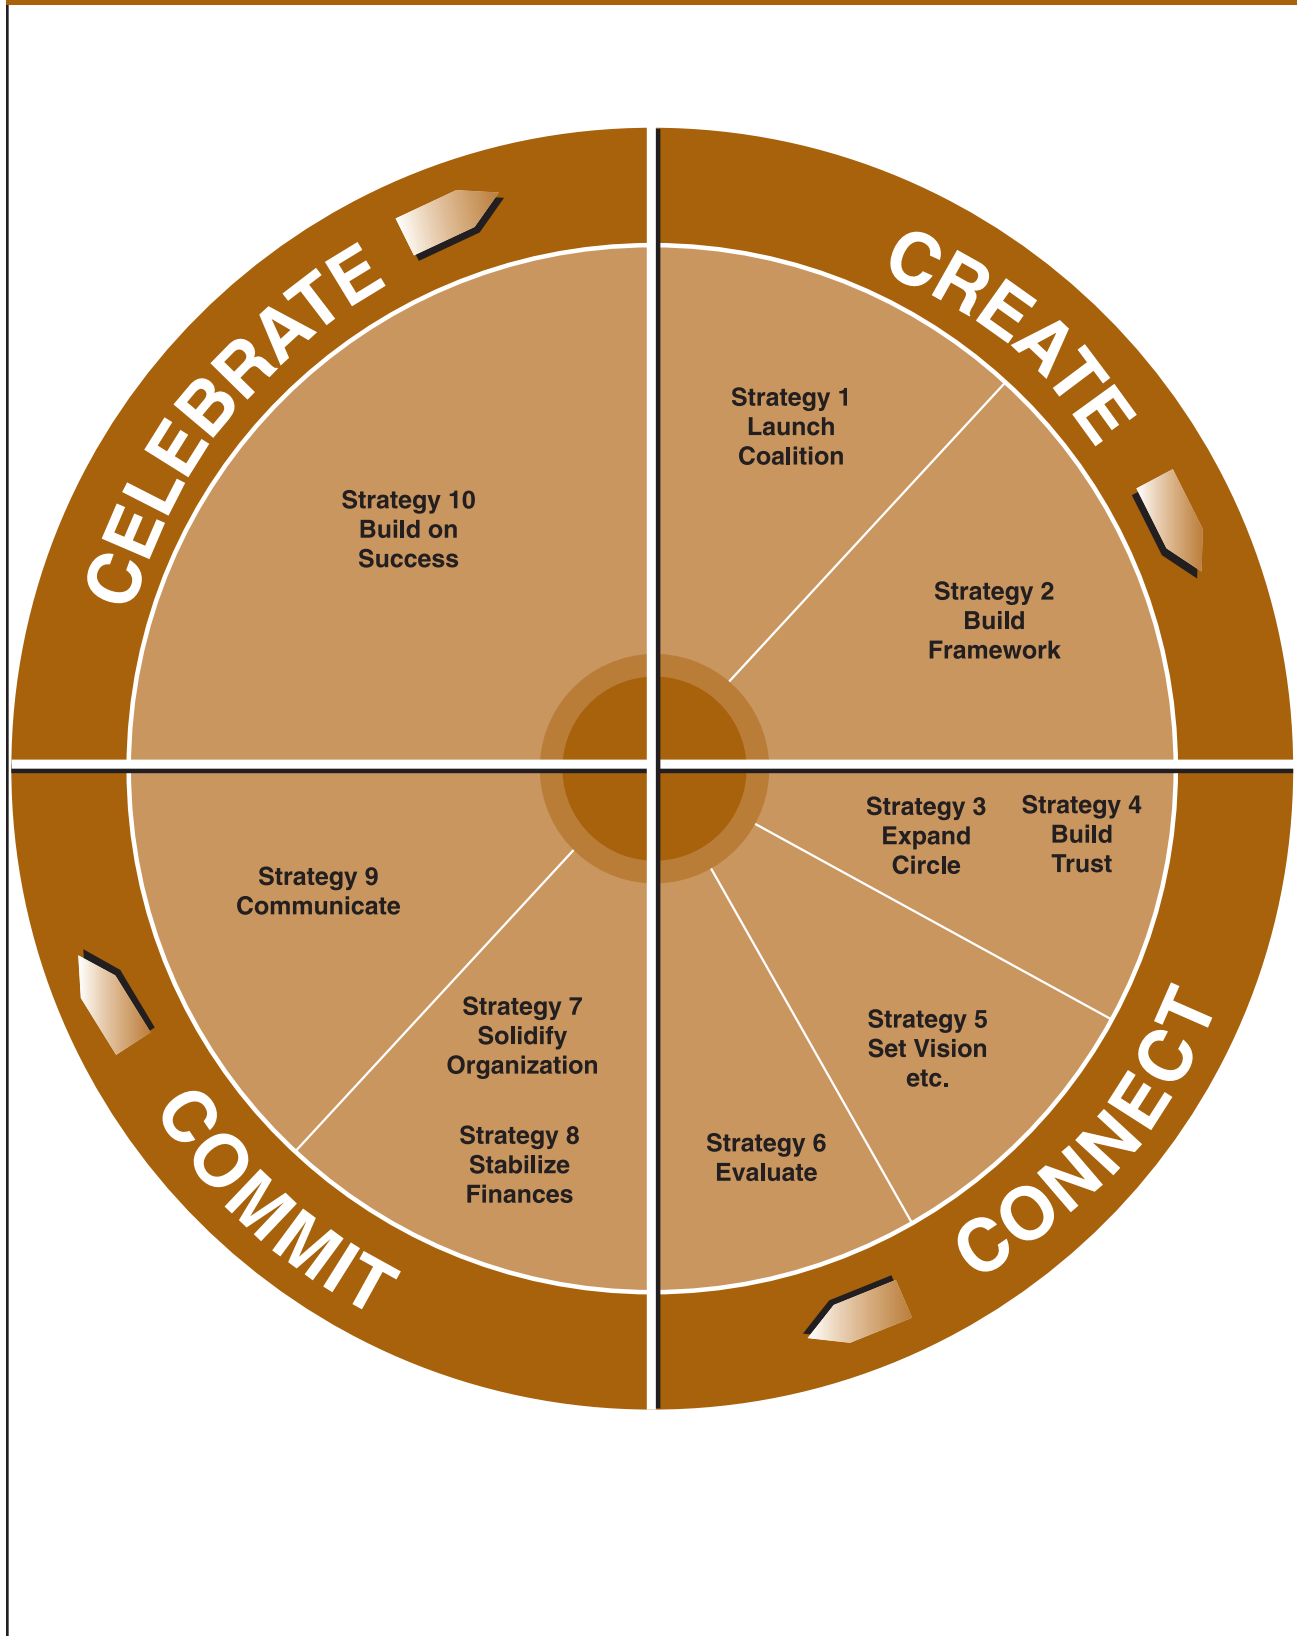 CREATE
Strategy 1
Launch
Coalition
Strategy 2
Build
Framework
CONNECT
Strategy 3
Expand
Circle
Strategy 4
Build
Trust
Strategy 5
Set Vision
etc.
Strategy 6
Evaluate
COMMIT
Strategy 7
Solidify
Organization
Strategy 8
Stabilize
Finances
Strategy 9
Communicate
CELEBRATE
Strategy 10
Build on
Success